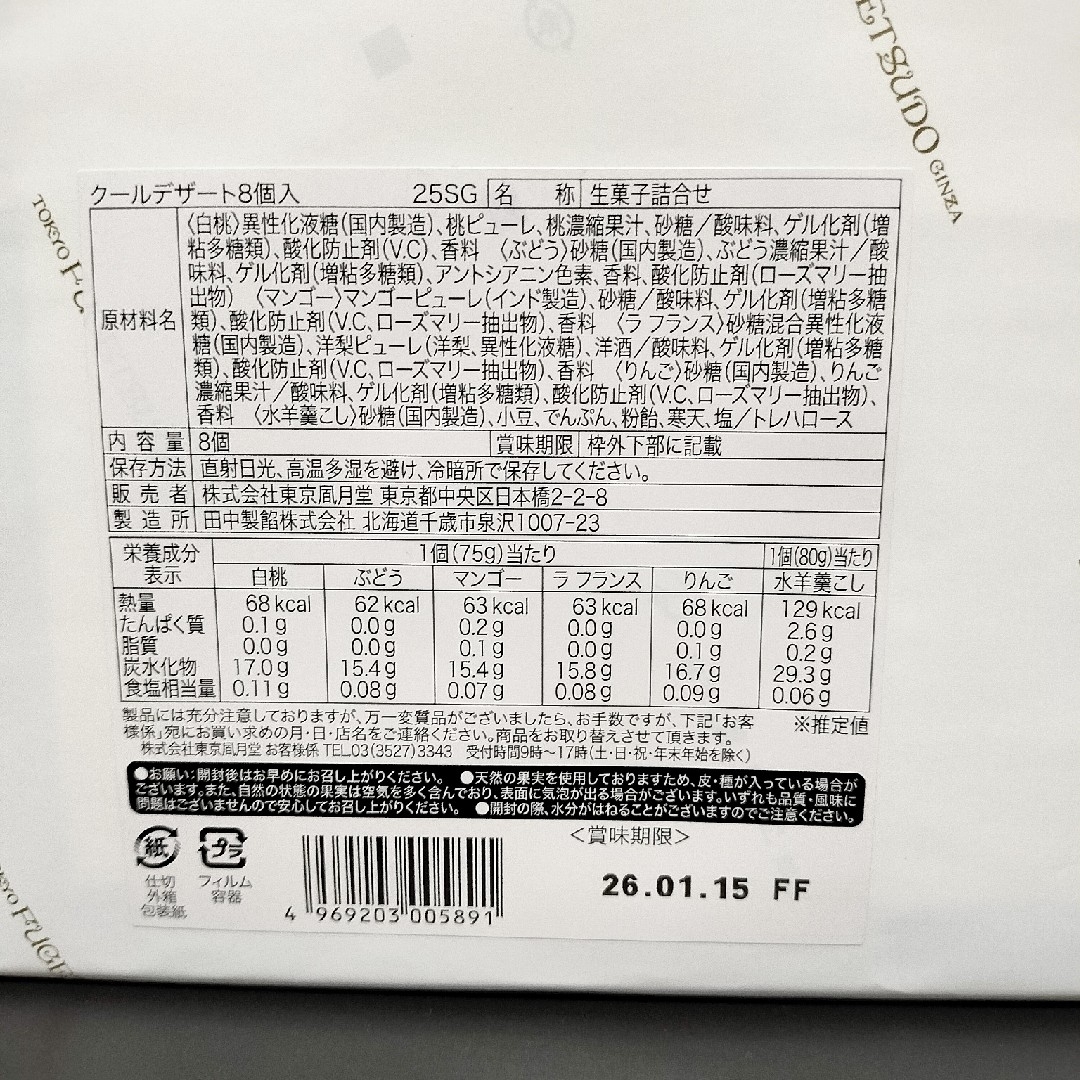 ETSUDO GINZA
TOKYO FU
クールデザート8個入 25SG 名 称 生菓子詰合せ
原材料名
〈白桃〉異性化液糖(国内製造)、桃ピューレ、桃濃縮果汁、砂糖/酸味料、ゲル化剤(増
粘多糖類)、酸化防止剤(V.C)、香料 〈ぶどう〉砂糖(国内製造)、ぶどう濃縮果汁/酸
味料、ゲル化剤(増粘多糖類)、アントシアニン色素、香料、酸化防止剤(ローズマリー抽
出物) 〈マンゴー〉マンゴーピューレ(インド製造)、砂糖/酸味料、ゲル化剤(増粘多糖
類)、酸化防止剤(V.C、ローズマリー抽出物)、香料 〈ラ フランス〉砂糖混合異性化液
糖(国内製造)、洋梨ピューレ(洋梨、異性化液糖)、洋酒/酸味料、ゲル化剤(増粘多糖
類)、酸化防止剤(V.C、ローズマリー抽出物)、香料 〈りんご〉砂糖(国内製造)、りんご
濃縮果汁/酸味料、ゲル化剤(増粘多糖類)、酸化防止剤(V.C、ローズマリー抽出物)、
香料 〈水羊羹こし〉砂糖(国内製造)、小豆、でんぷん、粉飴、寒天、塩/トレハロース
内容量 8個 賞味期限 枠外下部に記載
保存方法 直射日光、高温多湿を避け、冷暗所で保存してください。
販売者 株式会社東京凮月堂 東京都中央区日本橋2-2-8
製造所 田中製餡株式会社 北海道千歳市泉沢1007-23
栄養成分表示 1個(75g)当たり 1個(80g)当たり
白桃 ぶどう マンゴー ラ フランス りんご 水羊羹こし
熱量 68kcal 62kcal 63kcal 63kcal 68kcal 129kcal
たんぱく質 0.1g 0.0g 0.2g 0.0g 0.0g 2.6g
脂質 0.0g 0.0g 0.1g 0.0g 0.1g 0.2g
炭水化物 17.0g 15.4g 15.4g 15.8g 16.7g 29.3g
食塩相当量 0.11g 0.08g 0.07g 0.08g 0.09g 0.06g
製品には充分注意しておりますが、万一変質品がございましたら、お手数ですが、下記「お客 ※推定値
様係」宛にお買い求めの月・日・店名をご連絡ください。商品をお取り替えさせて頂きます。
株式会社東京凮月堂 お客様係 TEL03(3527)3343 受付時間9時～17時(土・日・祝・年末年始を除く)
●お願い:開封後はお早めにお召し上がりください。 ●天然の果実を使用しておりますため、皮・種が入っている場合が
ございます。また、自然の状態の果実は空気を多く含んでおり、表面に気泡が出る場合がございます。いずれも品質・風味に
問題はございませんので安心してお召し上がりください。 ●開封の際、水分がはねることがございますのでご注意ください。
<賞味期限>
紙 プラ
仕切 フィルム
外箱 容器
包装紙
26.01.15 FF
4 969203 005891
KYO FUGE